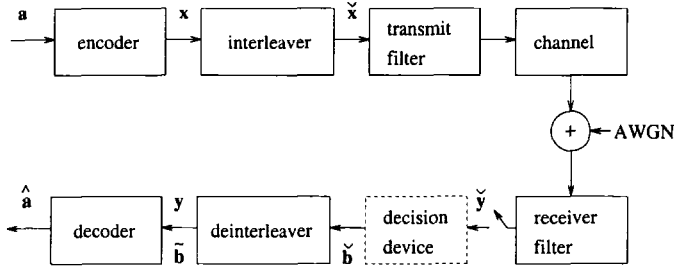 a
x
x̌
encoder
interleaver
transmit
filter
channel
+
AWGN
â
y
y̌
decoder
deinterleaver
decision
device
receiver
filter
b̃
b̌